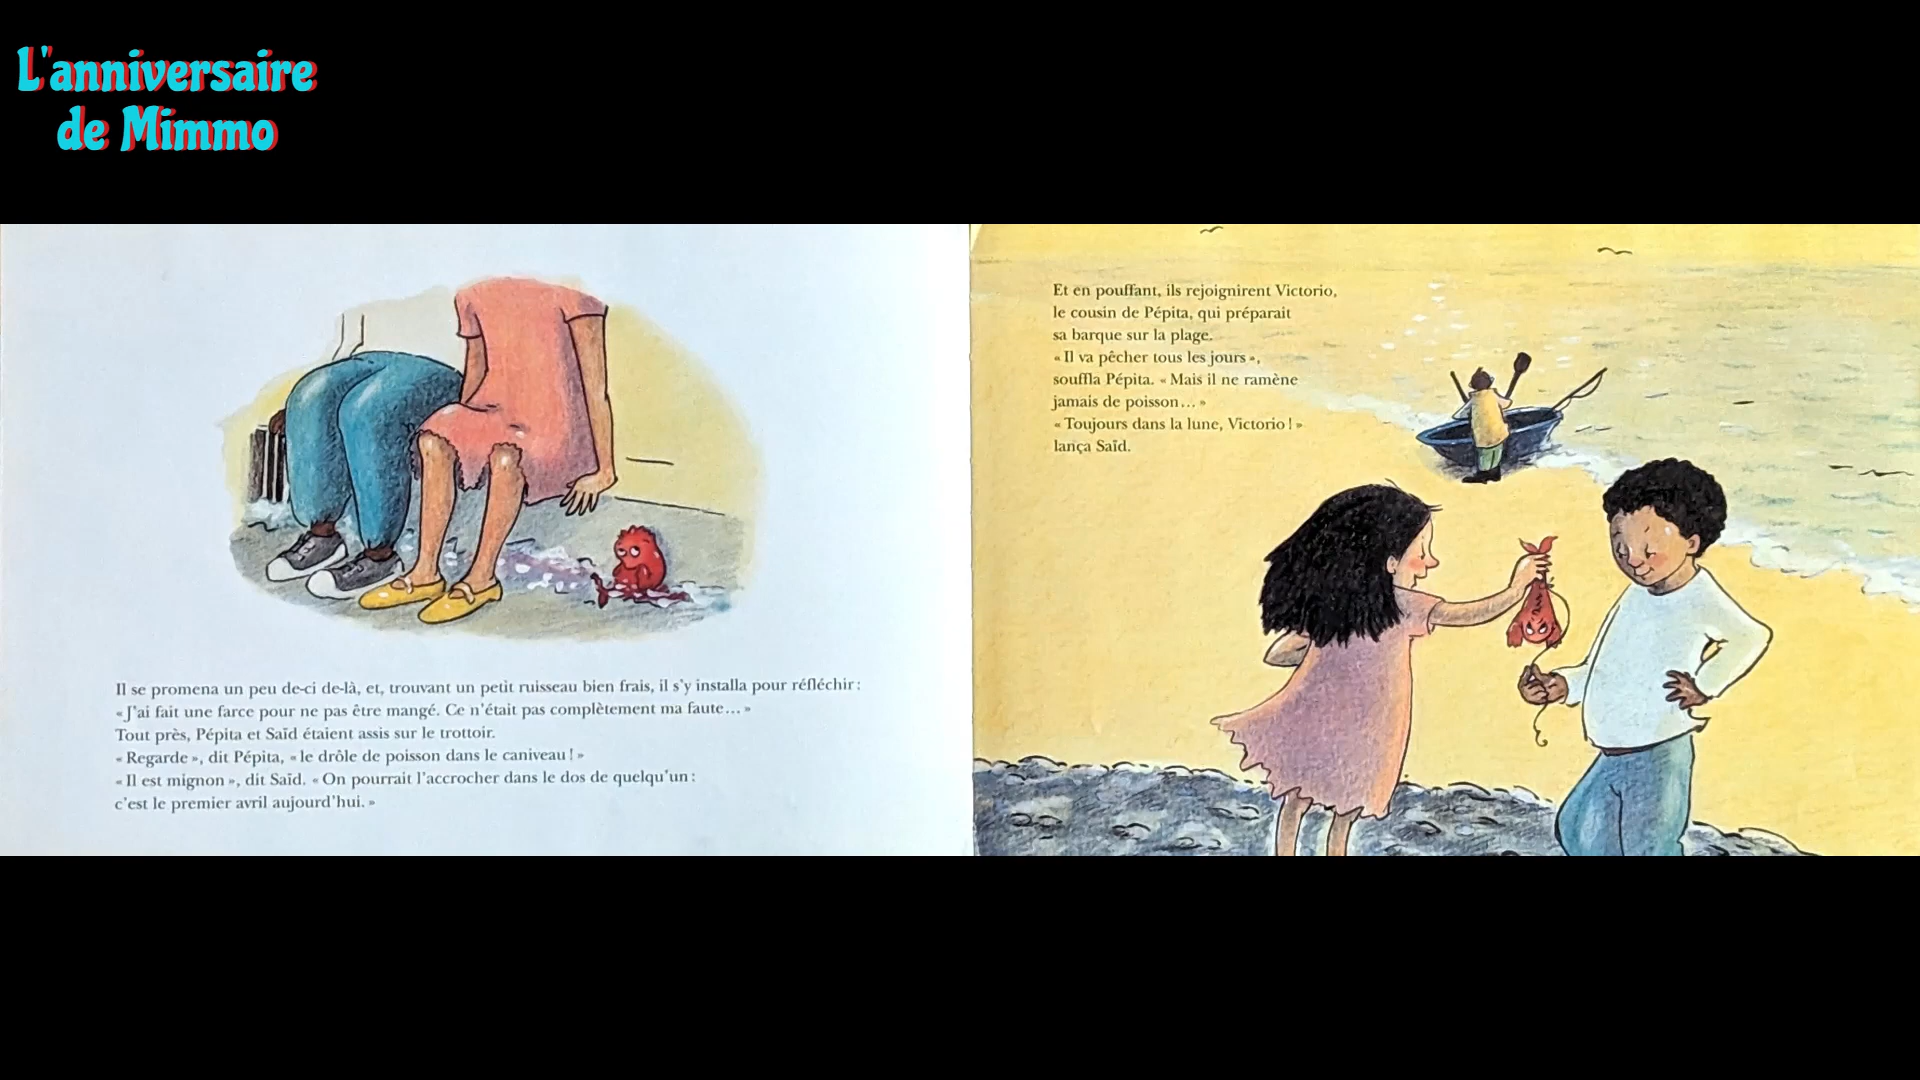 L'anniversaire
de Mimmo
Il se promena un peu de-ci de-là, et, trouvant un petit ruisseau bien frais, il s'y installa pour réfléchir :
« J'ai fait une farce pour ne pas être mangé. Ce n'était pas complètement ma faute... »
Tout près, Pépita et Saïd étaient assis sur le trottoir.
« Regarde », dit Pépita, « le drôle de poisson dans le caniveau ! »
« Il est mignon », dit Saïd. « On pourrait l'accrocher dans le dos de quelqu'un :
c'est le premier avril aujourd'hui. »
Et en pouffant, ils rejoignirent Victorio,
le cousin de Pépita, qui préparait
sa barque sur la plage.
« Il va pêcher tous les jours »,
souffla Pépita. « Mais il ne ramène
jamais de poisson... »
« Toujours dans la lune, Victorio ! »
lança Saïd.